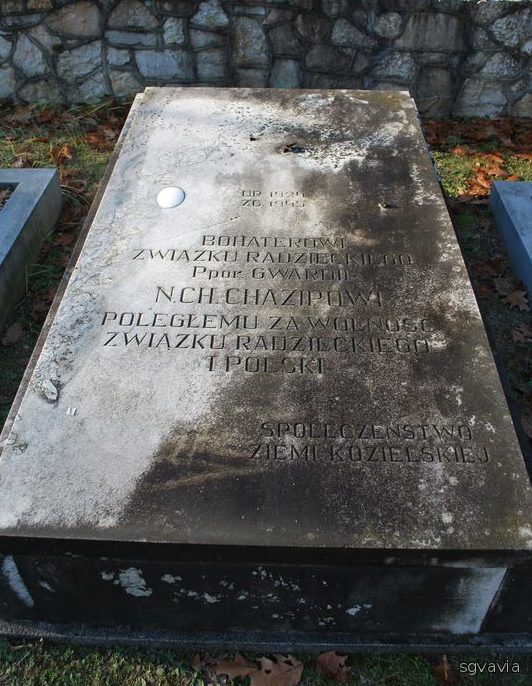 UR. 1924
ZG. 1945
BOHATEROWI
ZWIĄZKU RADZIECKIEGO
Ppor. GWARDII
N.CH. CHAZIPOWI
POLEGŁEMU ZA WOLNOŚĆ
ZWIĄZKU RADZIECKIEGO
I POLSKI
SPOŁECZEŃSTWO
ZIEMI KOZIELSKIEJ
sgvavia